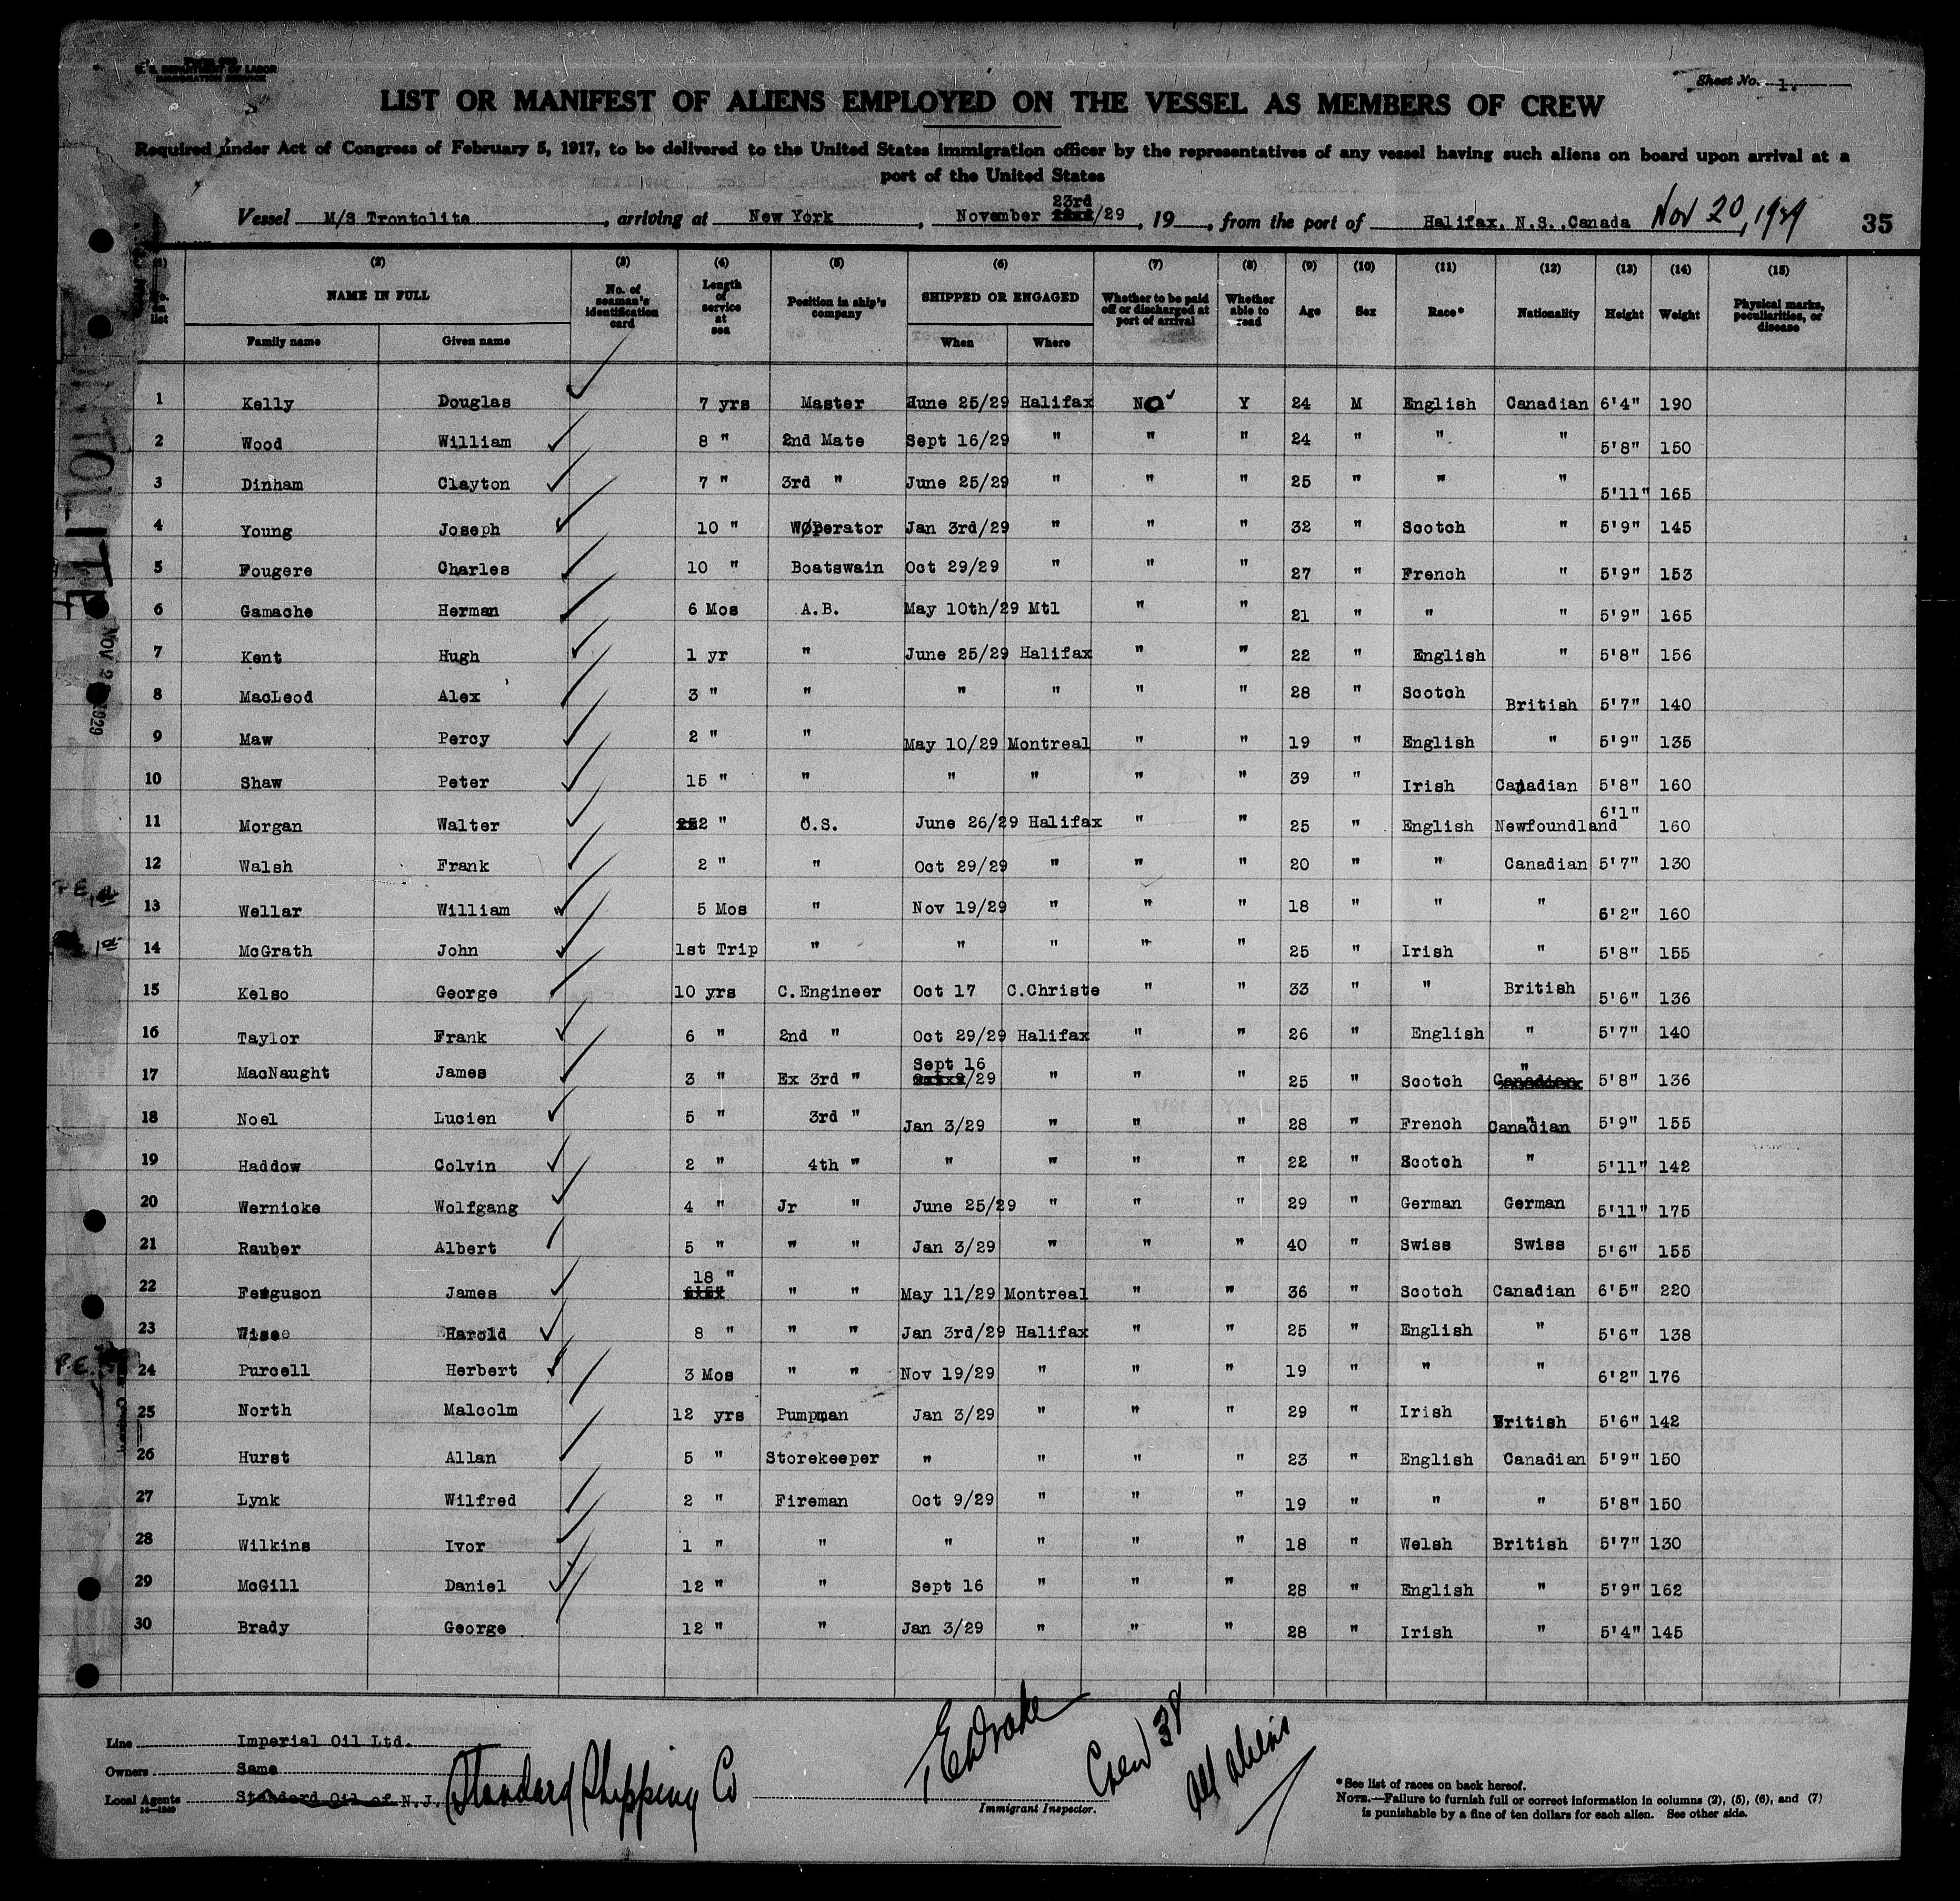 U. S. DEPARTMENT OF LABOR
IMMIGRATION SERVICE
Sheet No. 1.
LIST OR MANIFEST OF ALIENS EMPLOYED ON THE VESSEL AS MEMBERS OF CREW
Required under Act of Congress of February 5, 1917, to be delivered to the United States immigration officer by the representatives of any vessel having such aliens on board upon arrival at a
port of the United States
Vessel M/S Trontolite, arriving at New York, November 23rd /29, 19 , from the port of Halifax, N.S.,Canada Nov 20, 1929 35
(1) (2) (3) (4) (5) (6) (7) (8) (9) (10) (11) (12) (13) (14) (15)
No. on list NAME IN FULL Family name Given name No. of seaman's identification card Length of service at sea Position in ship's company SHIPPED OR ENGAGED When Where Whether to be paid off or discharged at port of arrival Whether able to read Age Sex Race* Nationality Height Weight Physical marks, peculiarities, or disease
1 Kelly Douglas 7 yrs Master June 25/29 Halifax No Y 24 M English Canadian 6'4" 190
2 Wood William 8 " 2nd Mate Sept 16/29 " " " 24 " " " 5'8" 150
3 Dinham Clayton 7 " 3rd " June 25/29 " " " 25 " " " 5'11" 165
4 Young Joseph 10 " WOperator Jan 3rd/29 " " " 32 " Scotch " 5'9" 145
5 Fougere Charles 10 " Boatswain Oct 29/29 " " " 27 " French " 5'9" 153
6 Gamache Herman 6 Mos A.B. May 10th/29 Mtl " " 21 " " " 5'9" 165
7 Kent Hugh 1 yr " June 25/29 Halifax " " 22 " English " 5'8" 156
8 MacLeod Alex 3 " " " " " " 28 " Scotch British 5'7" 140
9 Maw Percy 2 " " May 10/29 Montreal " " 19 " English " 5'9" 135
10 Shaw Peter 15 " " " " " " 39 " Irish Canadian 5'8" 160
11 Morgan Walter 2 " O.S. June 26/29 Halifax " " 25 " English Newfoundland 6'1" 160
12 Walsh Frank 2 " " Oct 29/29 " " " 20 " " Canadian 5'7" 130
13 Wellar William 5 Mos " Nov 19/29 " " " 18 " " " 6'2" 160
14 McGrath John 1st Trip " " " " " 25 " Irish " 5'8" 155
15 Kelso George 10 yrs C.Engineer Oct 17 C.Christe " " 33 " " British 5'6" 136
16 Taylor Frank 6 " 2nd " Oct 29/29 Halifax " " 26 " English " 5'7" 140
17 MacNaught James 3 " Ex 3rd " Sept 16 /29 " " " 25 " Scotch " Canadian 5'8" 136
18 Noel Lucien 5 " 3rd " Jan 3/29 " " " 28 " French Canadian 5'9" 155
19 Haddow Colvin 2 " 4th " " " " " 22 " Scotch " 5'11" 142
20 Wernicke Wolfgang 4 " Jr " June 25/29 " " " 29 " German German 5'11" 175
21 Rauber Albert 5 " " " Jan 3/29 " " " 40 " Swiss Swiss 5'6" 155
22 Ferguson James 18 " " " May 11/29 Montreal " " 36 " Scotch Canadian 6'5" 220
23 Wise Harold 8 " " " Jan 3rd/29 Halifax " " 25 " English " 5'6" 138
24 Purcell Herbert 3 Mos " " Nov 19/29 " " " 19 " " " 6'2" 176
25 North Malcolm 12 yrs Pumpman Jan 3/29 " " " 29 " Irish British 5'6" 142
26 Hurst Allan 5 " Storekeeper " " " " 23 " English Canadian 5'9" 150
27 Lynk Wilfred 2 " Fireman Oct 9/29 " " " 19 " " " 5'8" 150
28 Wilkins Ivor 1 " " " " " " 18 " Welsh British 5'7" 130
29 McGill Daniel 12 " " Sept 16 " " " 28 " English " 5'9" 162
30 Brady George 12 " " Jan 3/29 " " " 28 " Irish " 5'4" 145
Line Imperial Oil Ltd.
Owners Same
Local Agents Standard Oil of N.J. Standard Shipping Co
14—1240
E Drake
Immigrant Inspector.
Crew 38
All aliens
*See list of races on back hereof.
NOTE.—Failure to furnish full or correct information in columns (2), (5), (6), and (7)
is punishable by a fine of ten dollars for each alien. See other side.